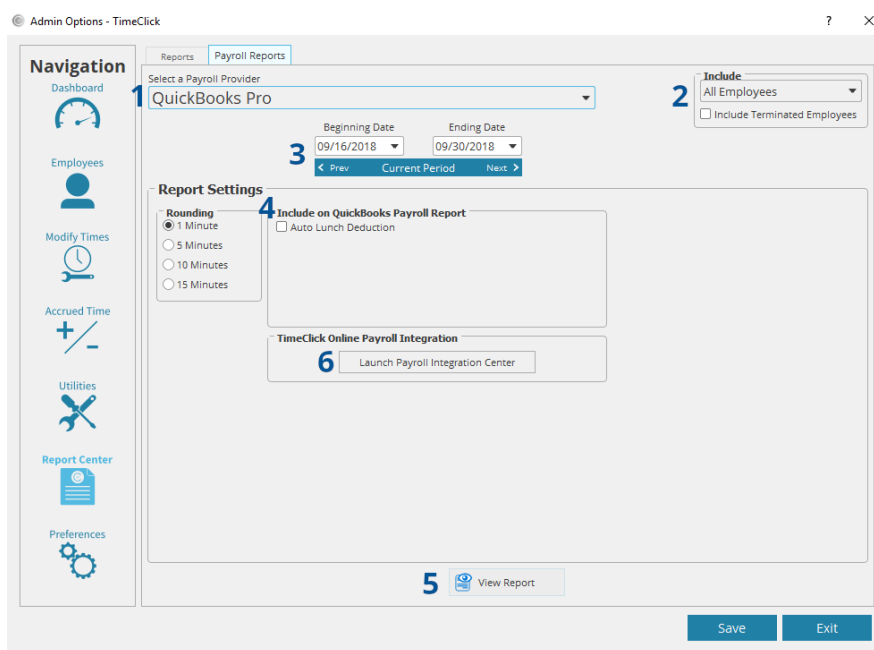 Admin Options - TimeClick
? ×
Navigation
Dashboard
Employees
Modify Times
Accrued Time
Utilities
Report Center
Preferences
Reports
Payroll Reports
Select a Payroll Provider
1
QuickBooks Pro
2
Include
All Employees
Include Terminated Employees
3
Beginning Date
Ending Date
09/16/2018
09/30/2018
< Prev
Current Period
Next >
Report Settings
Rounding
1 Minute
5 Minutes
10 Minutes
15 Minutes
4
Include on QuickBooks Payroll Report
Auto Lunch Deduction
TimeClick Online Payroll Integration
6
Launch Payroll Integration Center
5
View Report
Save
Exit